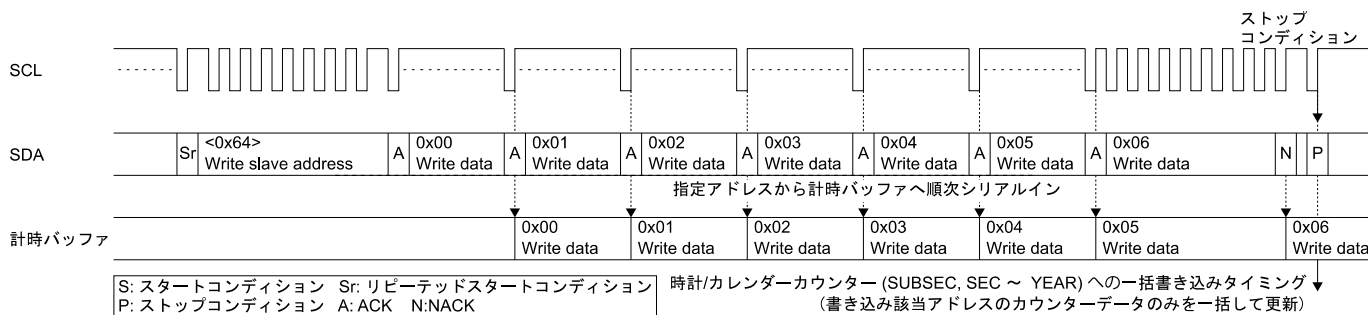 ストップ
コンディション
SCL
SDA
Sr
<0x64>
Write slave address
A
0x00
Write data
A
0x01
Write data
A
0x02
Write data
A
0x03
Write data
A
0x04
Write data
A
0x05
Write data
A
0x06
Write data
N
P
指定アドレスから計時バッファへ順次シリアルイン
計時バッファ
0x00
Write data
0x01
Write data
0x02
Write data
0x03
Write data
0x04
Write data
0x05
Write data
0x06
Write data
S: スタートコンディション Sr: リピーテッドスタートコンディション
P: ストップコンディション A: ACK N:NACK
時計/カレンダーカウンター (SUBSEC, SEC ～ YEAR) への一括書き込みタイミング
(書き込み該当アドレスのカウンターデータのみを一括して更新)